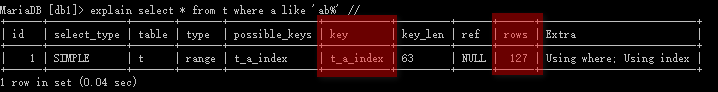 MariaDB [db1]> explain select * from t where a like 'ab%' //
| id | select_type | table | type | possible_keys | key | key_len | ref | rows | Extra |
| 1 | SIMPLE | t | range | t_a_index | t_a_index | 63 | NULL | 127 | Using where; Using index |
1 row in set (0.04 sec)